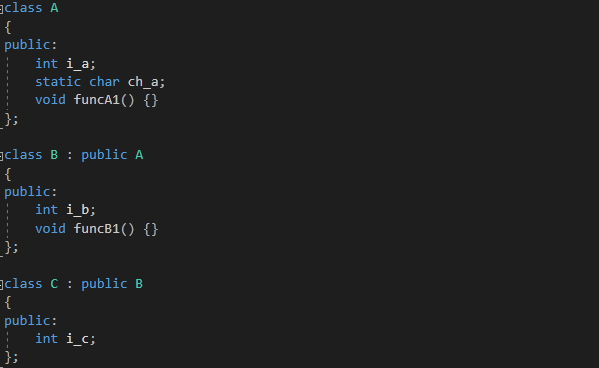 class A
{
public:
    int i_a;
    static char ch_a;
    void funcA1() {}
};

class B : public A
{
public:
    int i_b;
    void funcB1() {}
};

class C : public B
{
public:
    int i_c;
};